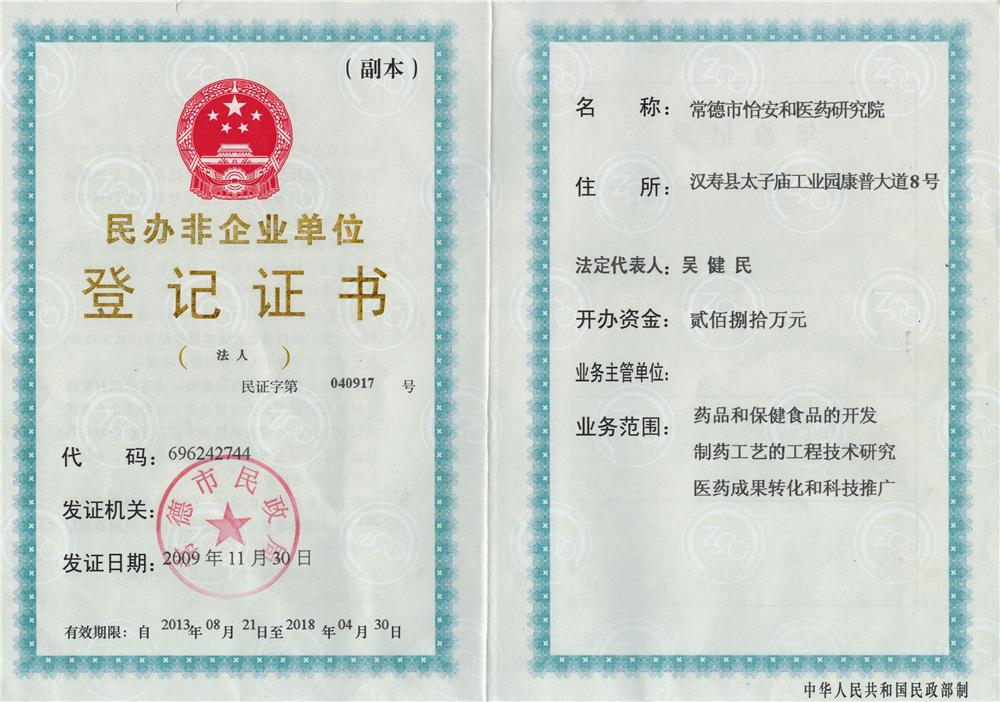 （副本）
民办非企业单位
登记证书
（法人）
民证字第 040917 号
代码：696242744
发证机关：
常德市民政局
发证日期：2009年11月30日
有效期限：自 2013年08月21日至2018年04月30日
名称：常德市怡安和医药研究院
住所：汉寿县太子庙工业园康普大道8号
法定代表人：吴健民
开办资金：贰佰捌拾万元
业务主管单位：
业务范围：药品和保健食品的开发
制药工艺的工程技术研究
医药成果转化和科技推广
中华人民共和国民政部制